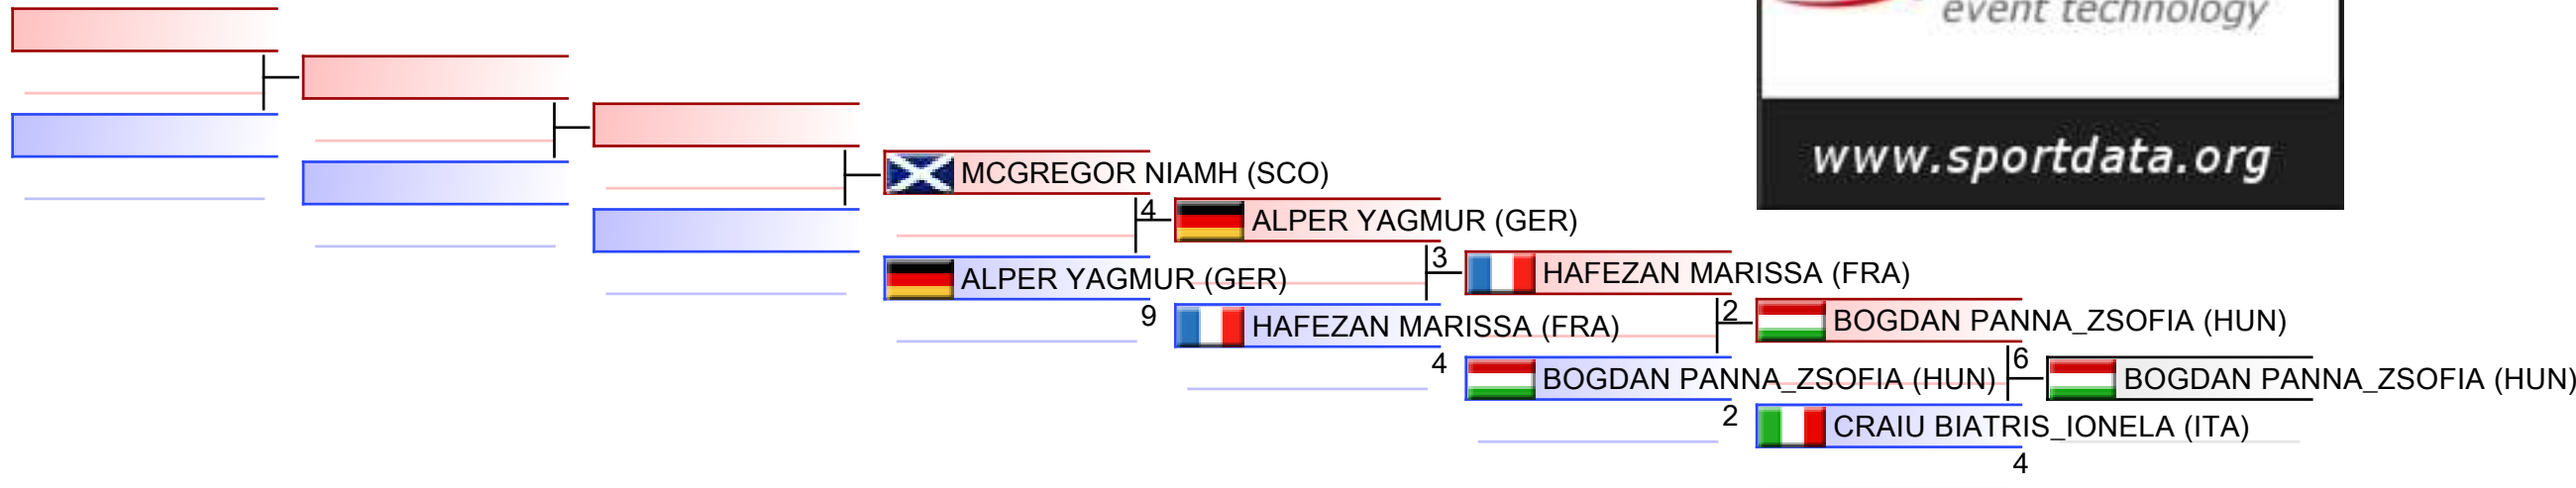 event technology
www.sportdata.org
MCGREGOR NIAMH (SCO)
4
ALPER YAGMUR (GER)
9
ALPER YAGMUR (GER)
3
HAFEZAN MARISSA (FRA)
4
HAFEZAN MARISSA (FRA)
2
BOGDAN PANNA_ZSOFIA (HUN)
2
BOGDAN PANNA_ZSOFIA (HUN)
6
CRAIU BIATRIS_IONELA (ITA)
4
BOGDAN PANNA_ZSOFIA (HUN)